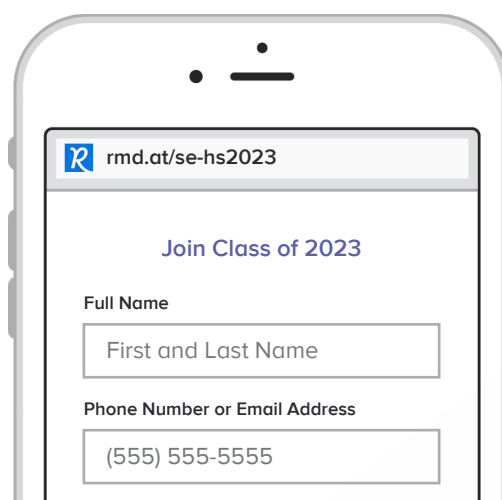 rmd.at/se-hs2023
Join Class of 2023
Full Name
First and Last Name
Phone Number or Email Address
(555) 555-5555